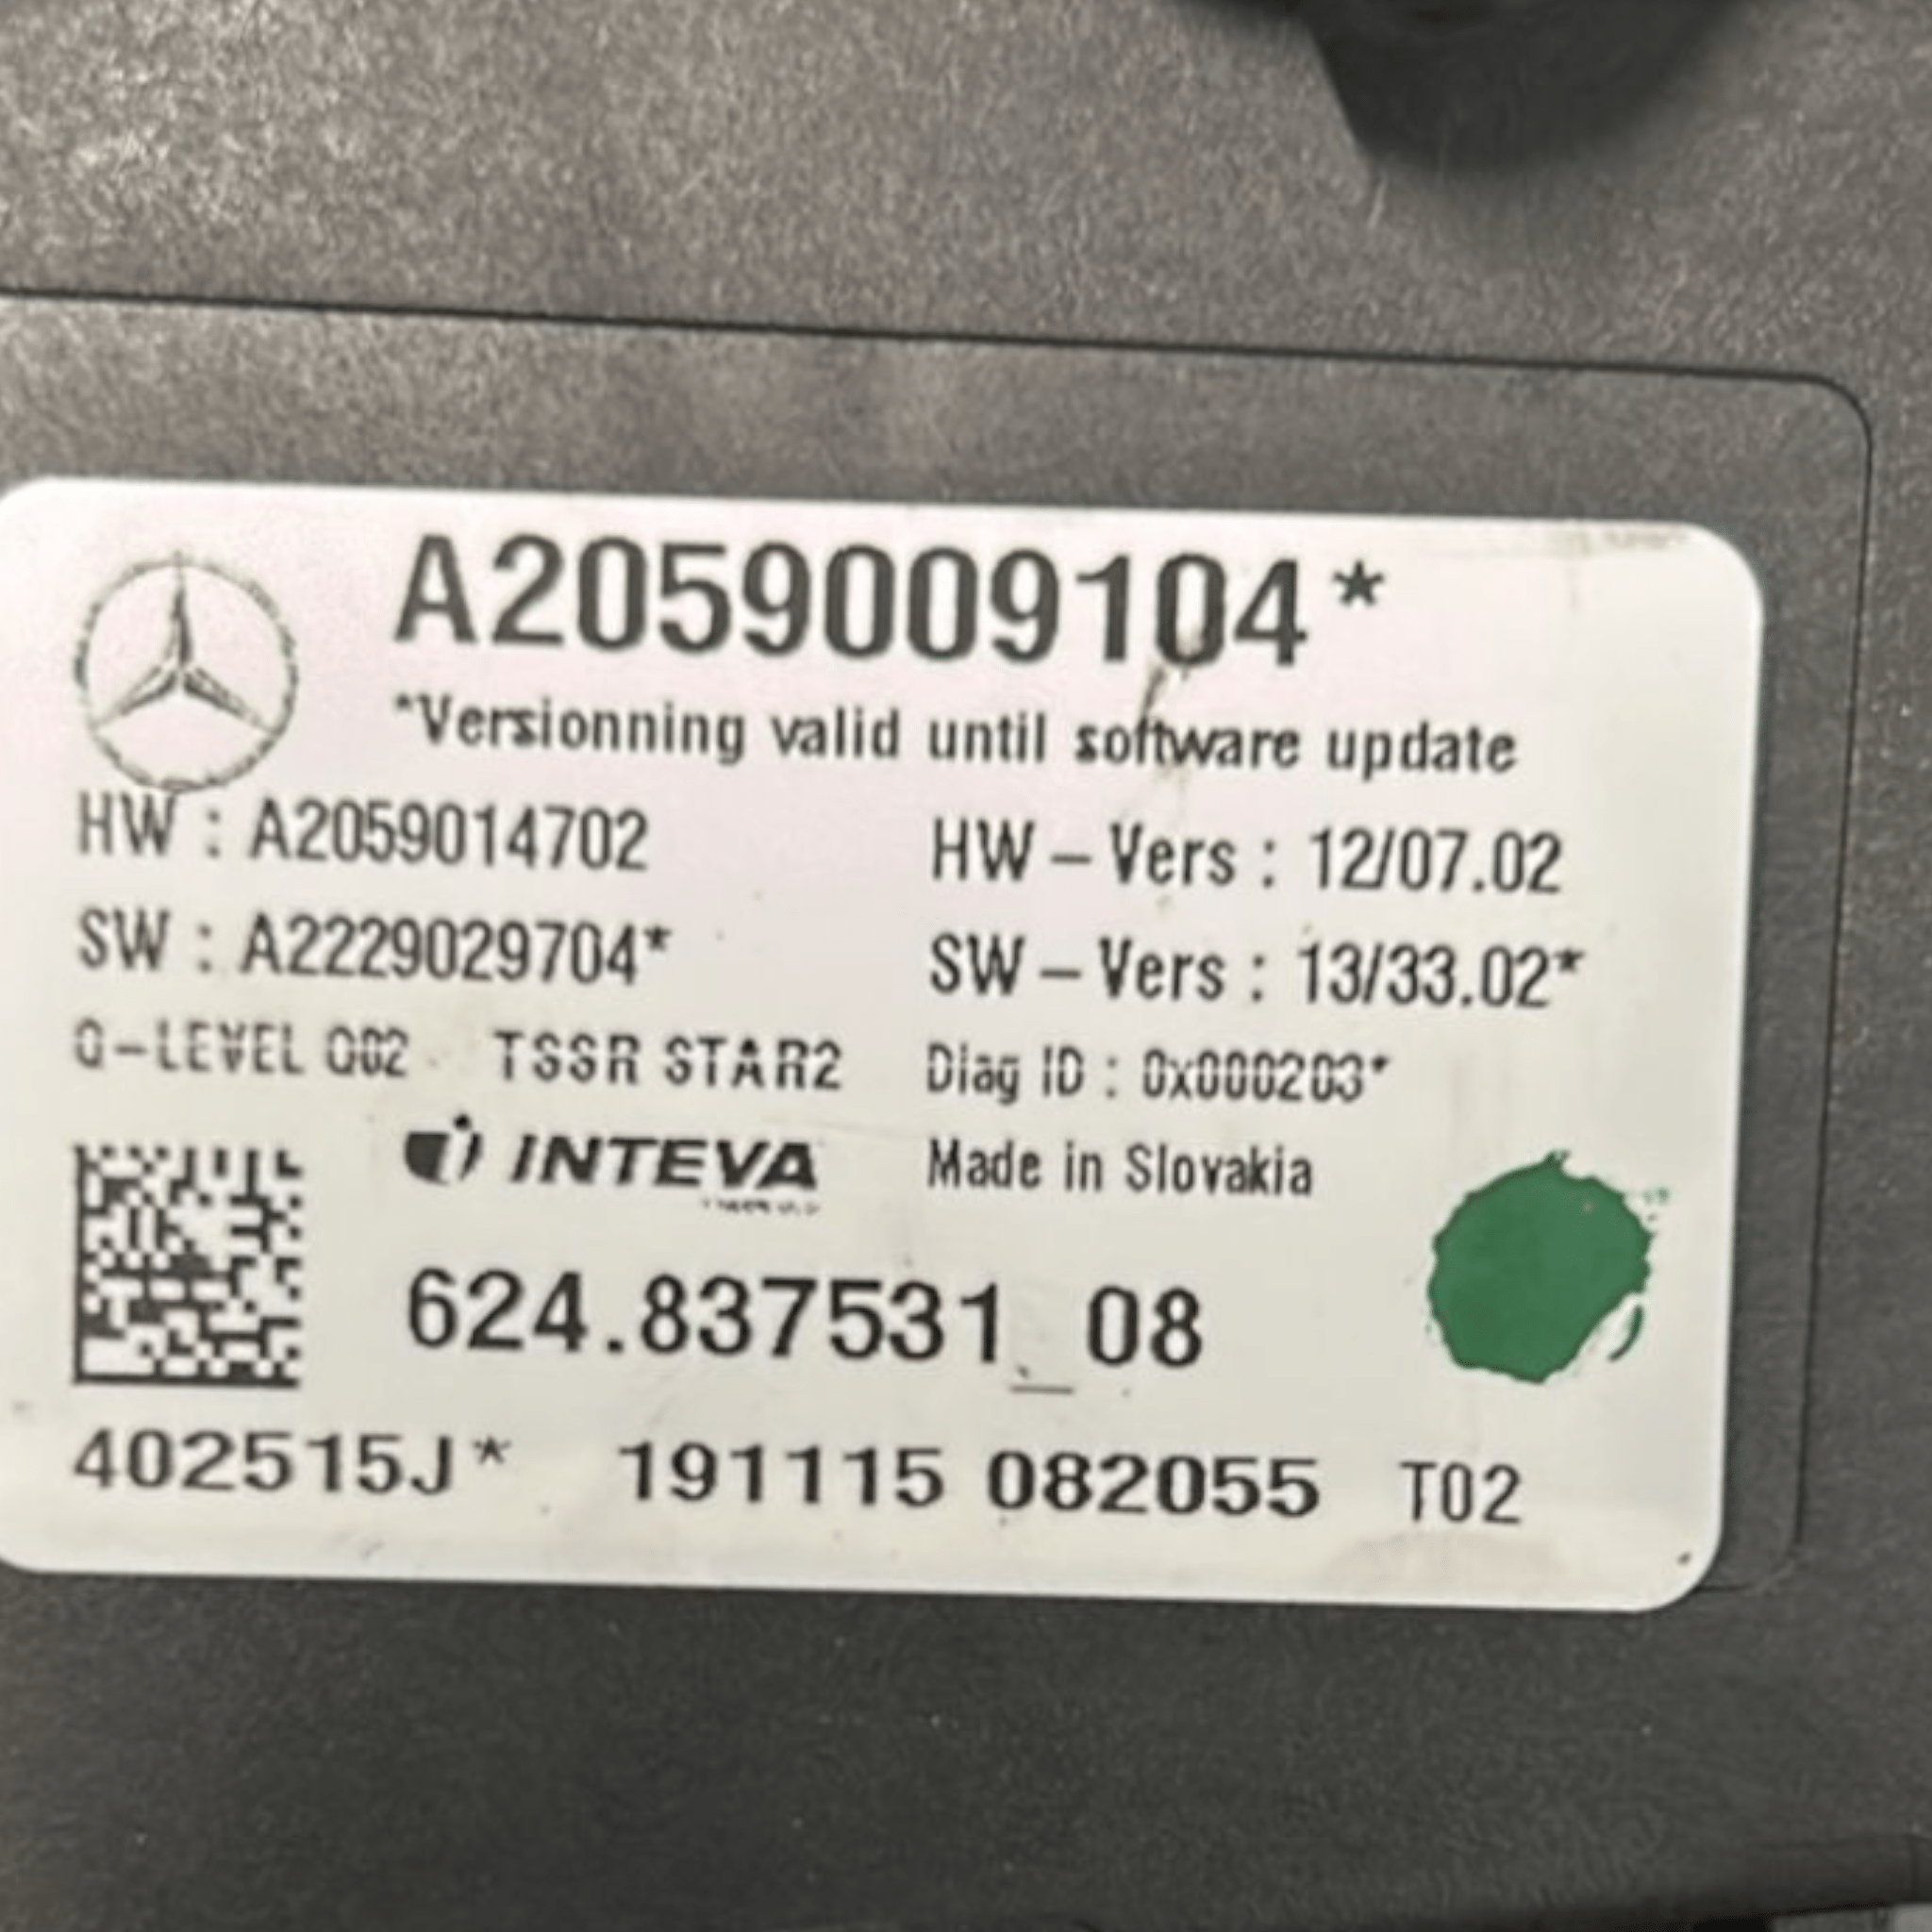 A2059009104*
*Versionning valid until software update
HW : A2059014702 HW-Vers : 12/07.02
SW : A2229029704* SW-Vers : 13/33.02*
Q-LEVEL Q02 TSSR STAR2 Diag ID : 0x000203*
INTEVA Made in Slovakia
624.837531_08
402515J* 191115 082055 T02